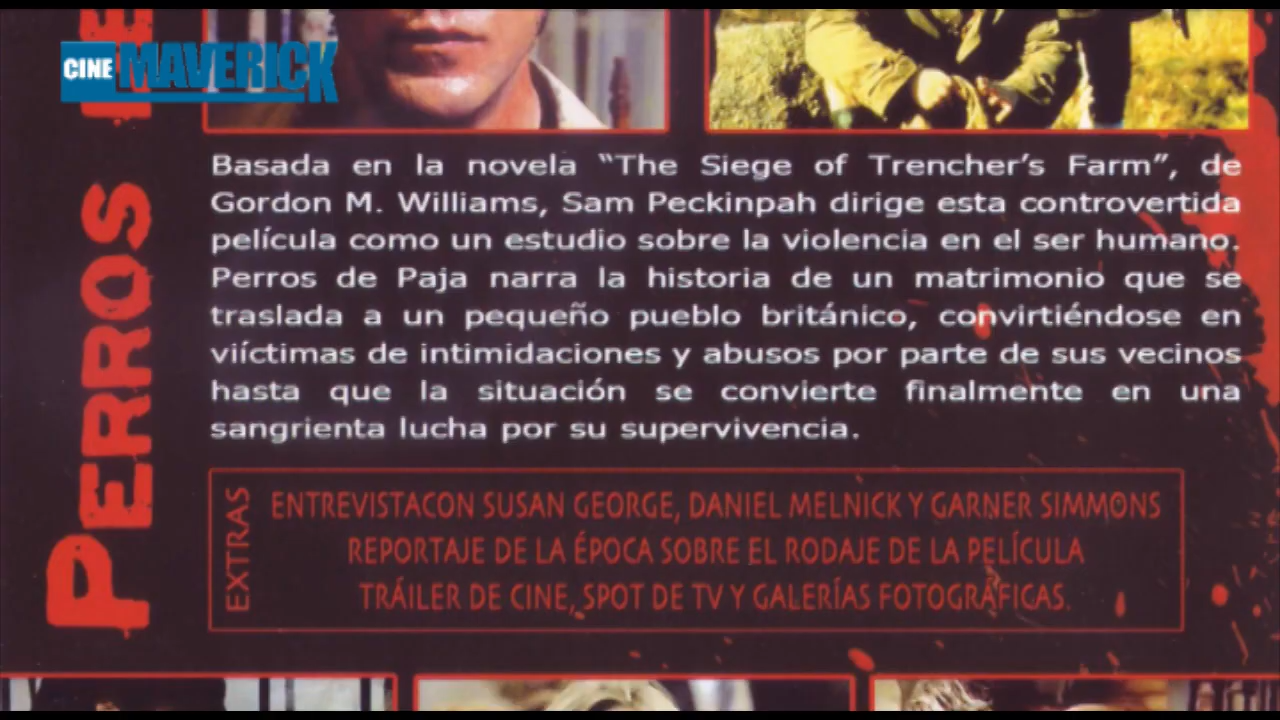 CINE MAVERICK
PERROS
Basada en la novela “The Siege of Trencher’s Farm”, de
Gordon M. Williams, Sam Peckinpah dirige esta controvertida
película como un estudio sobre la violencia en el ser humano.
Perros de Paja narra la historia de un matrimonio que se
traslada a un pequeño pueblo británico, convirtiéndose en
viíctimas de intimidaciones y abusos por parte de sus vecinos
hasta que la situación se convierte finalmente en una
sangrienta lucha por su supervivencia.
EXTRAS
ENTREVISTACON SUSAN GEORGE, DANIEL MELNICK Y GARNER SIMMONS
REPORTAJE DE LA ÉPOCA SOBRE EL RODAJE DE LA PELÍCULA
TRÁILER DE CINE, SPOT DE TV Y GALERÍAS FOTOGRÁFICAS.